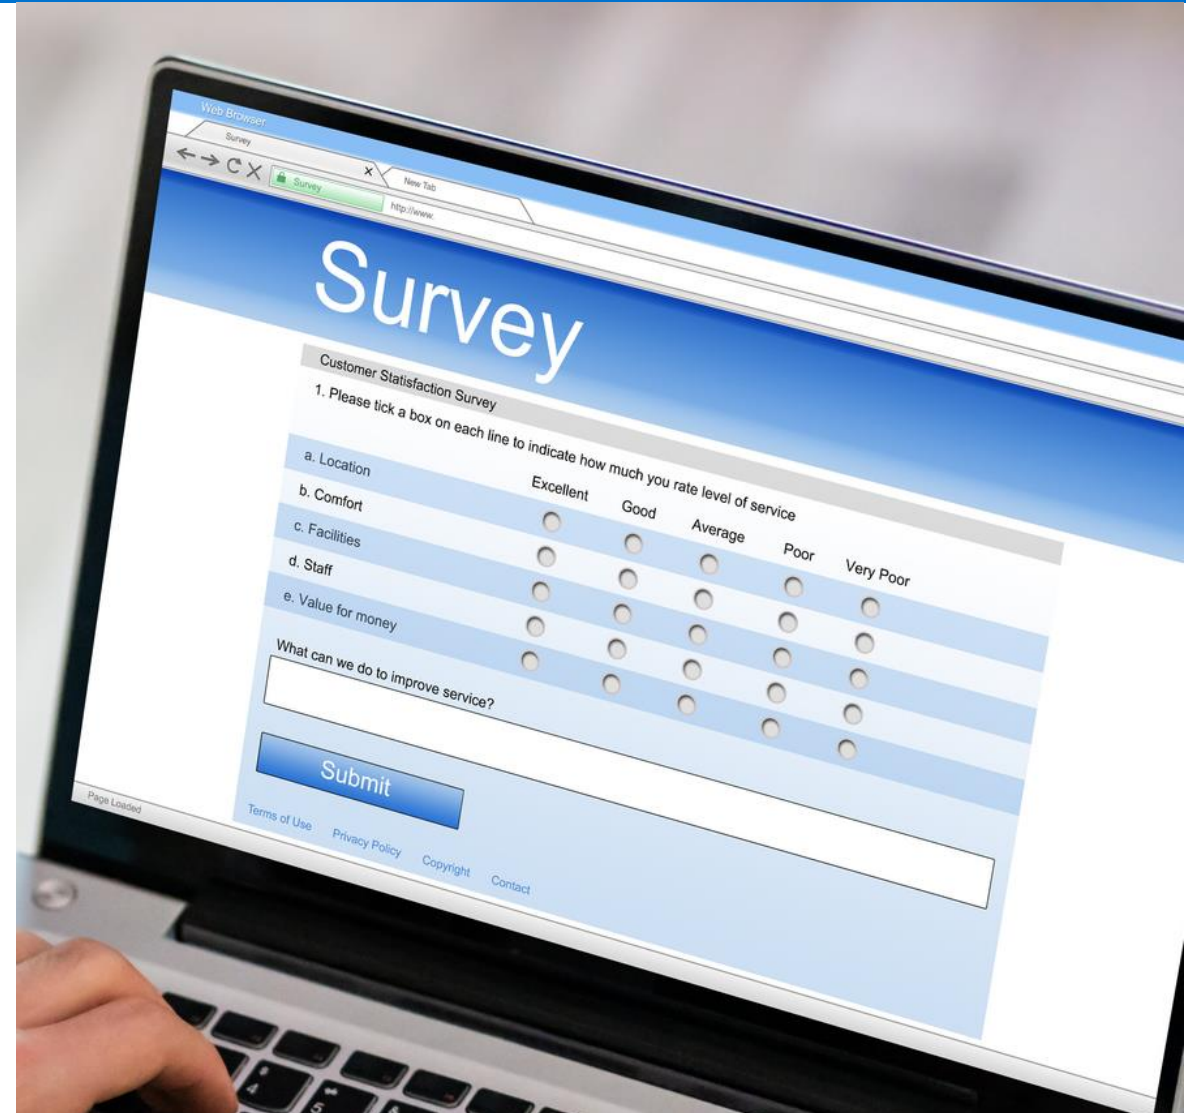 Web Browser
Survey
New Tab
Survey
http://www.
Survey
Customer Statisfaction Survey
1. Please tick a box on each line to indicate how much you rate level of service
Excellent Good Average Poor Very Poor
a. Location
b. Comfort
c. Facilities
d. Staff
e. Value for money
What can we do to improve service?
Submit
Terms of Use Privacy Policy Copyright Contact
Page Loaded
4
5